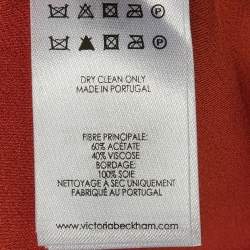 DRY CLEAN ONLY
MADE IN PORTUGAL
FIBRE PRINCIPALE:
60% ACÉTATE
40% VISCOSE
BORDAGE:
100% SOIE
NETTOYAGE À SEC UNIQUEMENT
FABRIQUÉ AU PORTUGAL
www.victoriabeckham.com